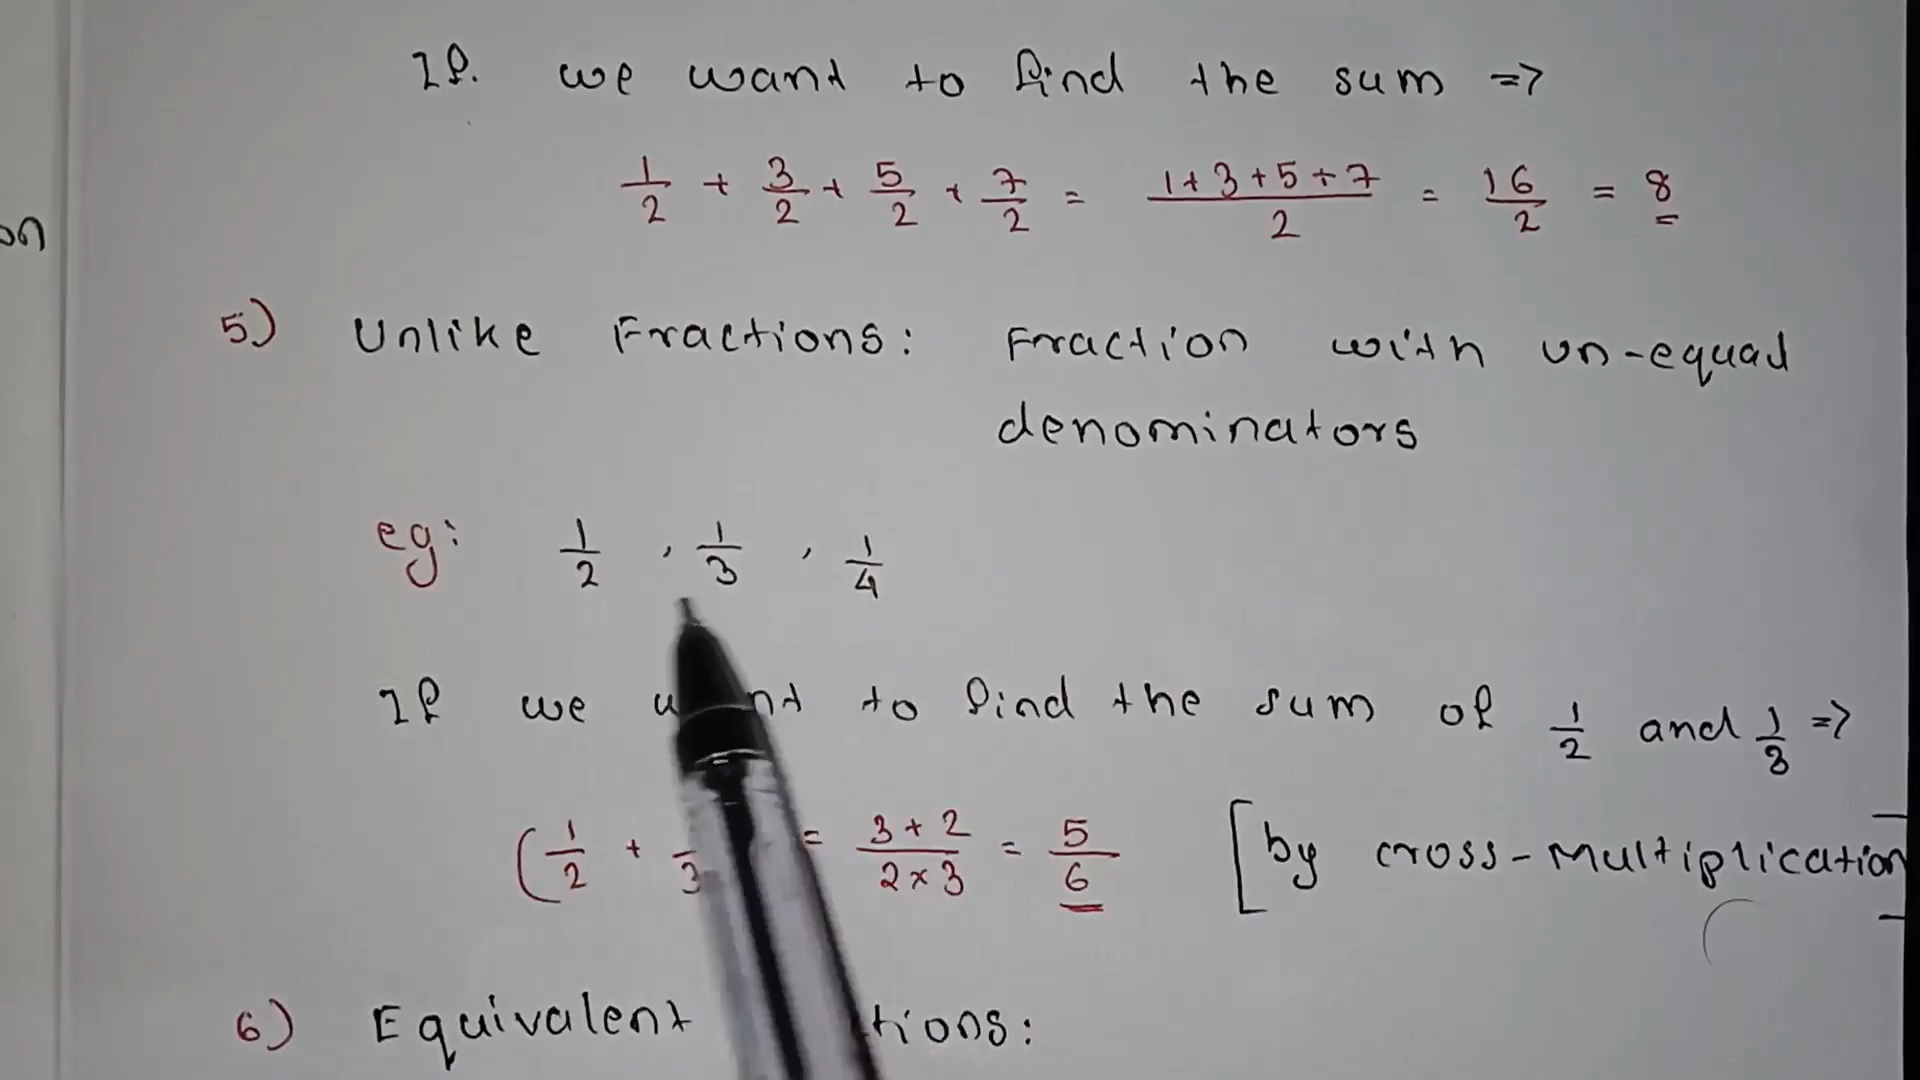 If we want to find the sum =>
1/2 + 3/2 + 5/2 + 7/2 = 1+3+5+7/2 = 16/2 = 8
on
5) Unlike Fractions: Fraction with un-equal
denominators
eg: 1/2 , 1/3 , 1/4
If we to find the sum of 1/2 and 1/3 =>
(1/2 + = 3+2/2×3 = 5/6 [by cross-multiplication]
6) Equivalent